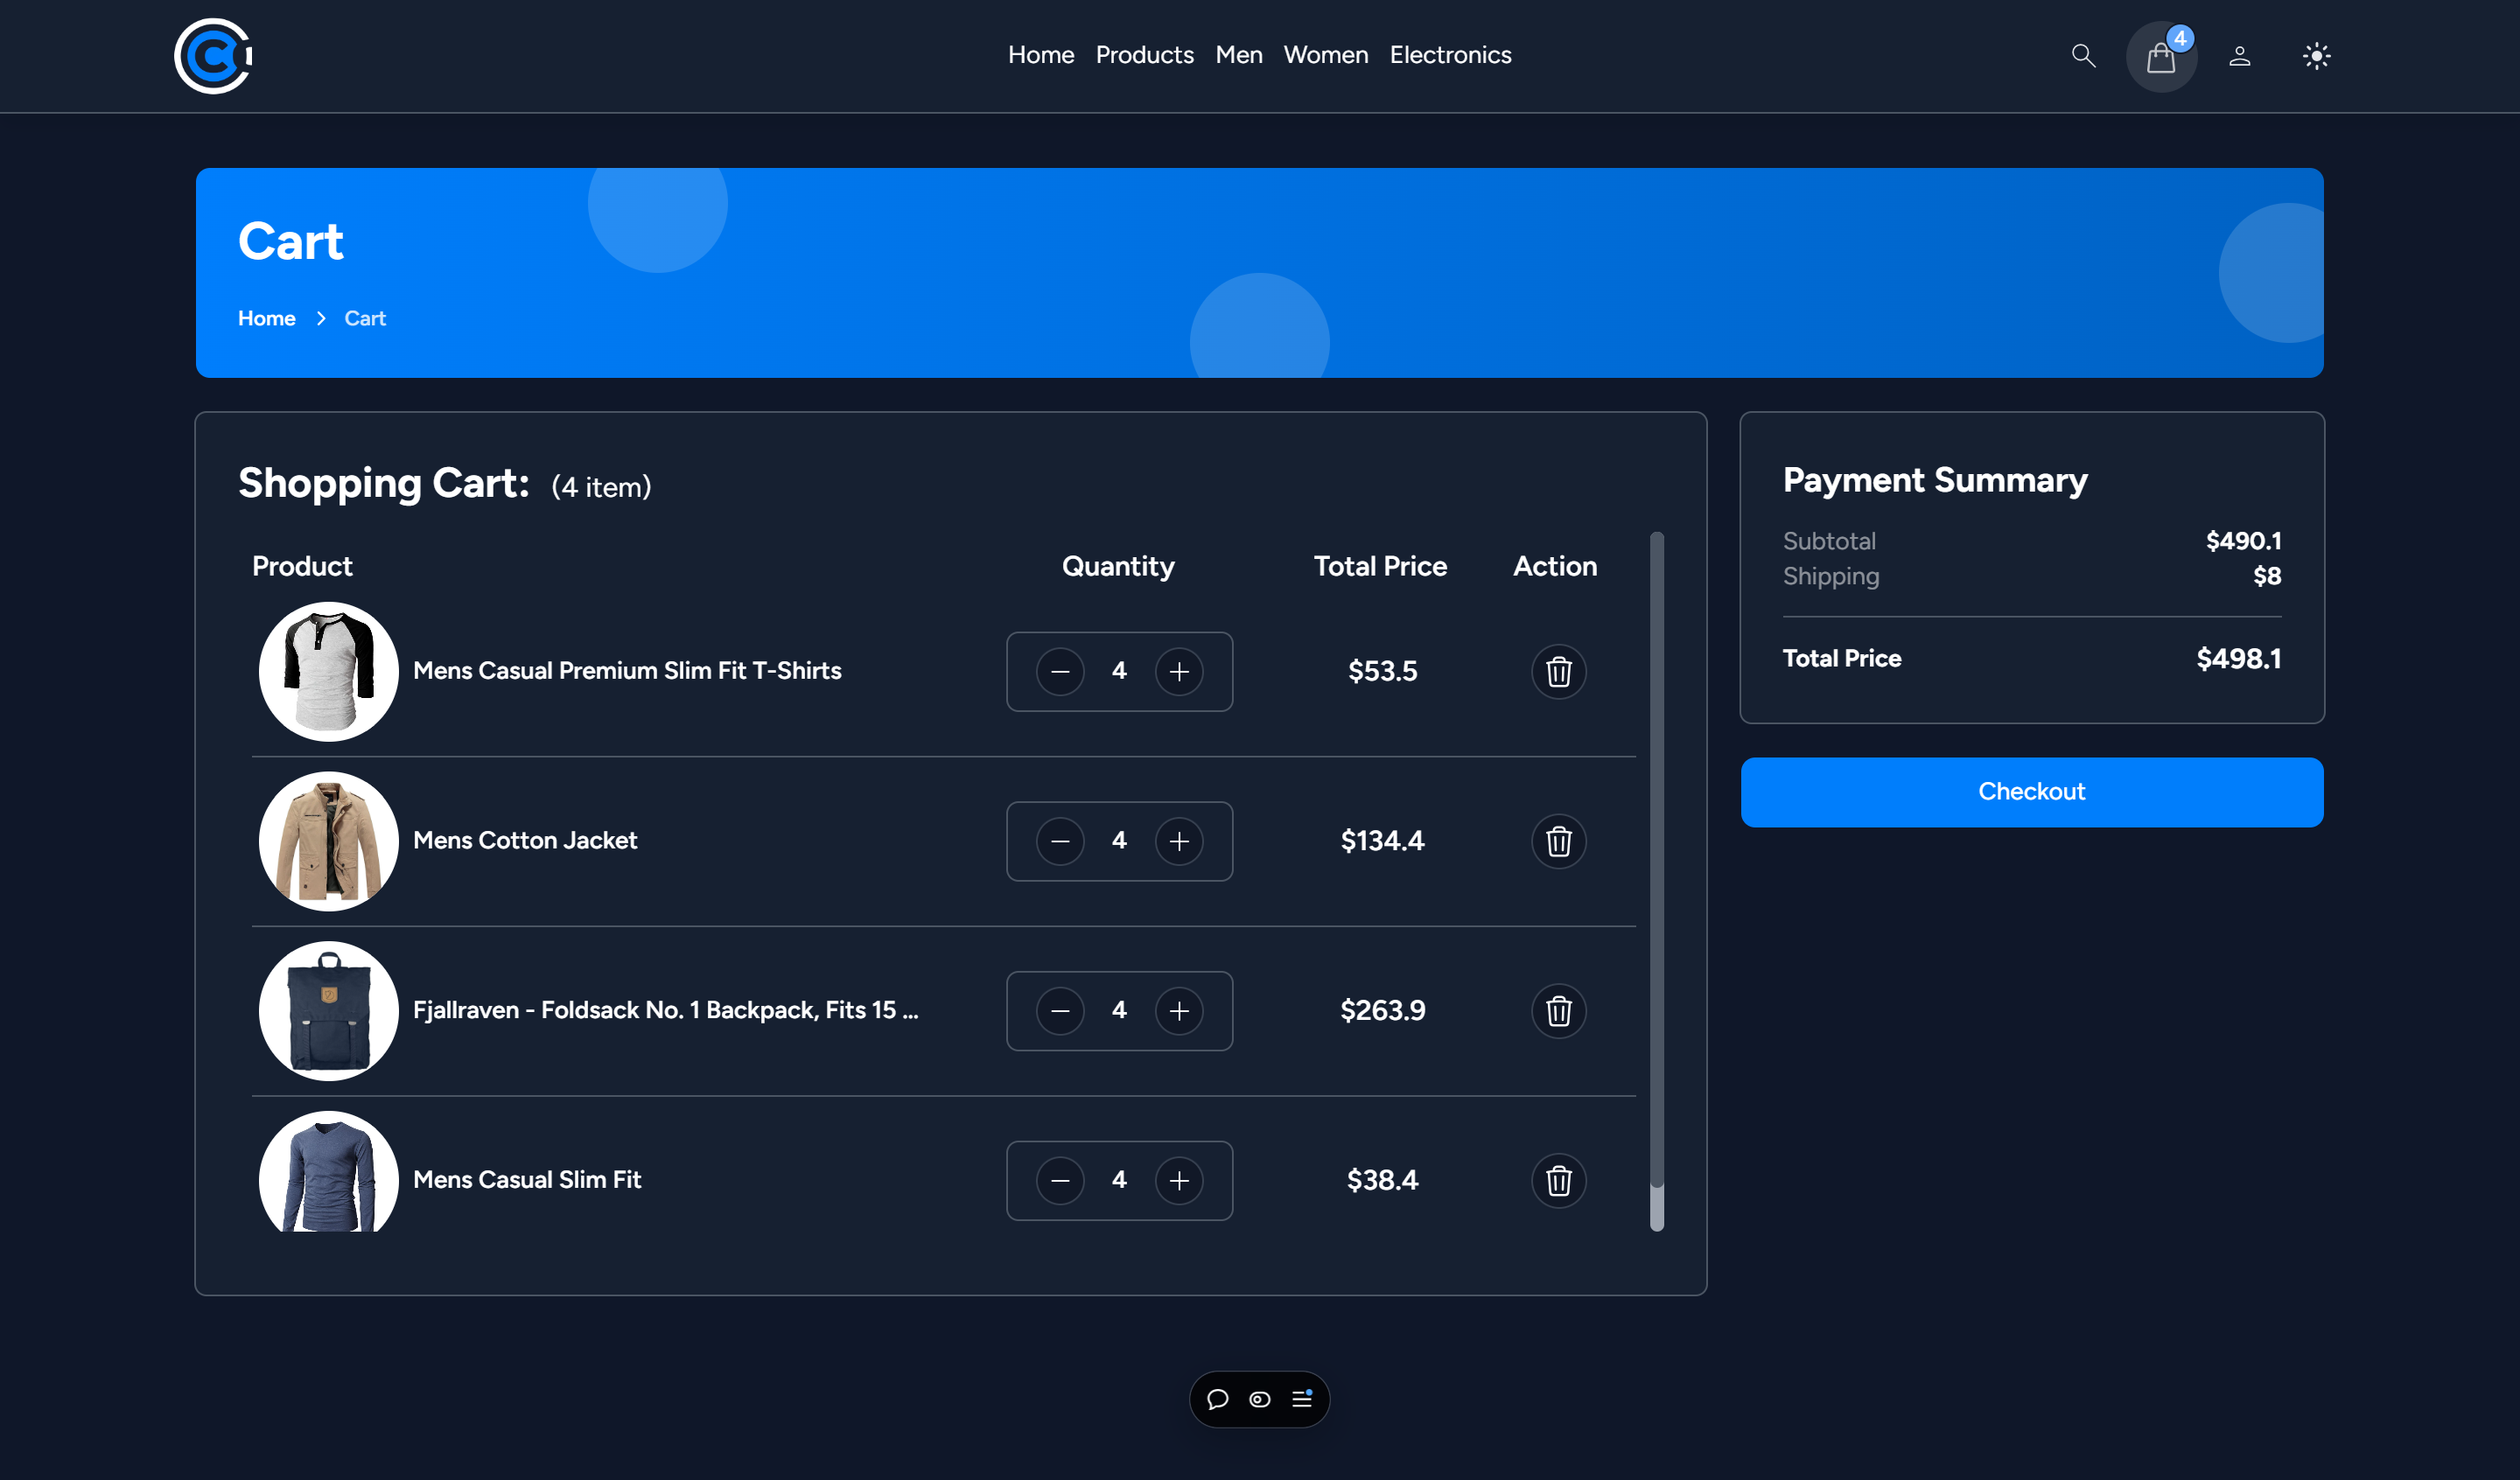 Home Products Men Women Electronics
4
Cart
Home > Cart
Shopping Cart: (4 item)
Product Quantity Total Price Action
Mens Casual Premium Slim Fit T-Shirts 4 $53.5
Mens Cotton Jacket 4 $134.4
Fjallraven - Foldsack No. 1 Backpack, Fits 15 ... 4 $263.9
Mens Casual Slim Fit 4 $38.4
Payment Summary
Subtotal $490.1
Shipping $8
Total Price $498.1
Checkout